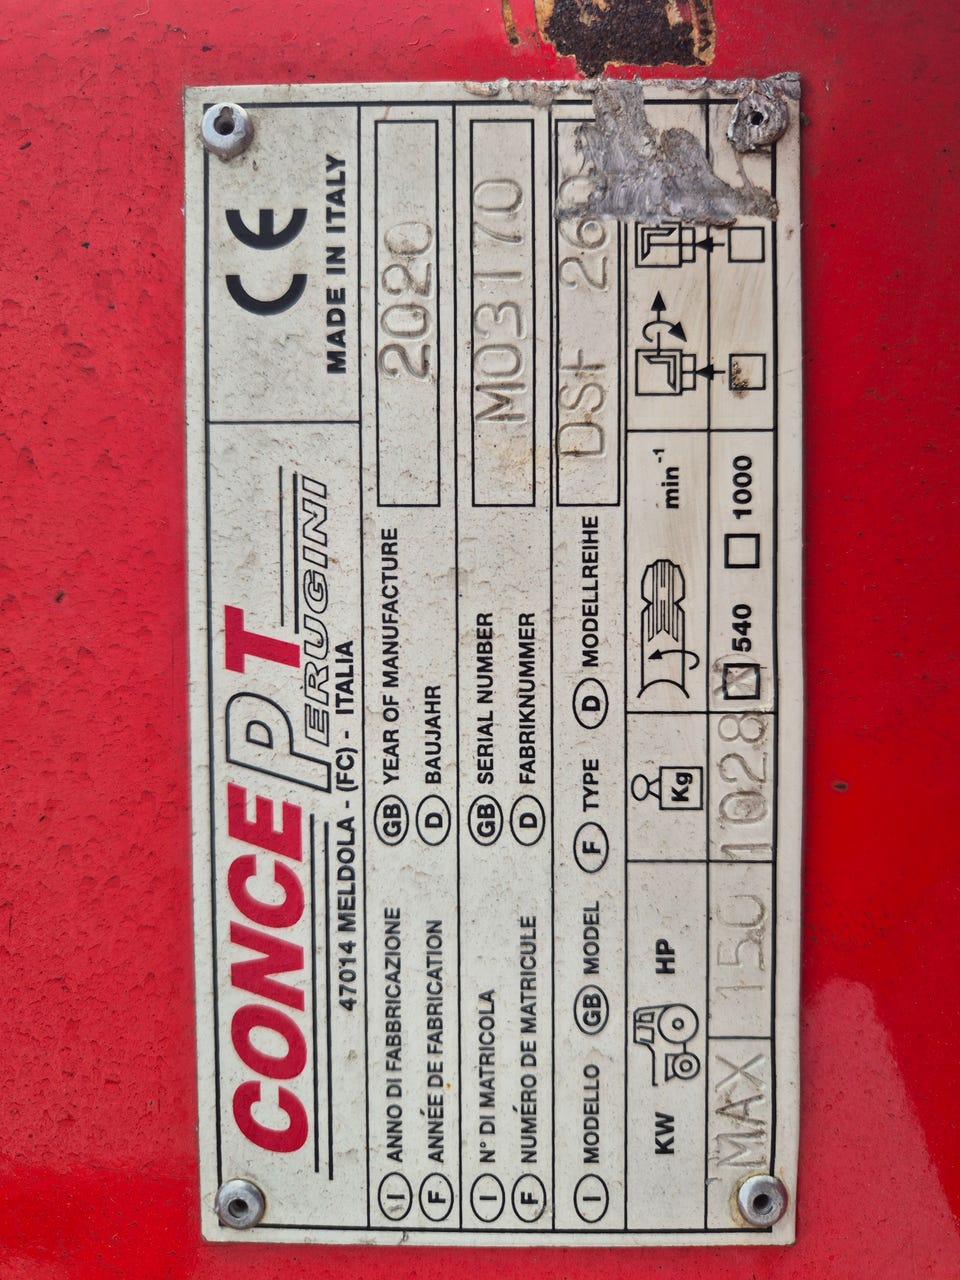 CONCEPT
PERUGINI
47014 MELDOLA - (FC) - ITALIA
CE
MADE IN ITALY
I ANNO DI FABBRICAZIONE GB YEAR OF MANUFACTURE
F ANNÉE DE FABRICATION D BAUJAHR
2020
I N° DI MATRICOLA GB SERIAL NUMBER
F NUMÉRO DE MATRICULE D FABRIKNUMMER
M03170
I MODELLO GB MODEL F TYPE D MODELLREIHE
DST
KW HP Kg min-1
MAX 150 1028 540 1000